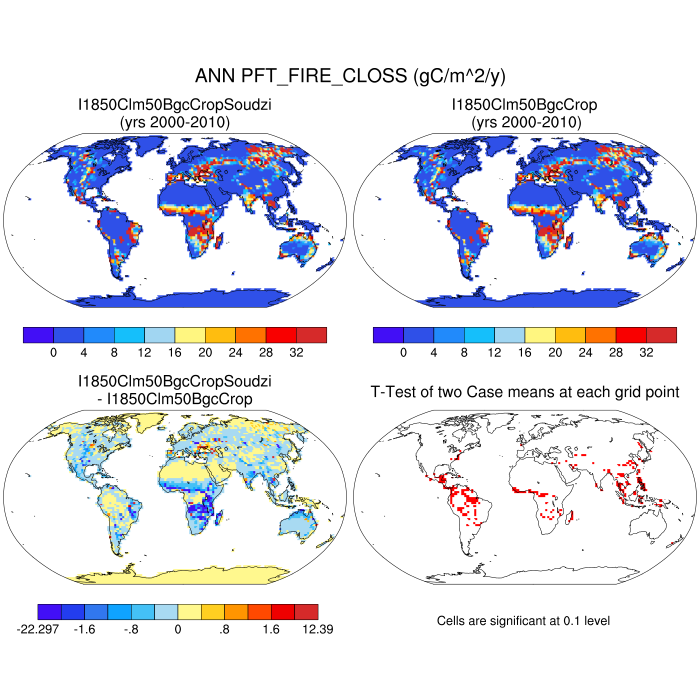 ANN PFT_FIRE_CLOSS (gC/m^2/y)
I1850Clm50BgcCropSoudzi
(yrs 2000-2010)
I1850Clm50BgcCrop
(yrs 2000-2010)
0 4 8 12 16 20 24 28 32
0 4 8 12 16 20 24 28 32
I1850Clm50BgcCropSoudzi
- I1850Clm50BgcCrop
T-Test of two Case means at each grid point
-22.297 -1.6 -.8 0 .8 1.6 12.39
Cells are significant at 0.1 level